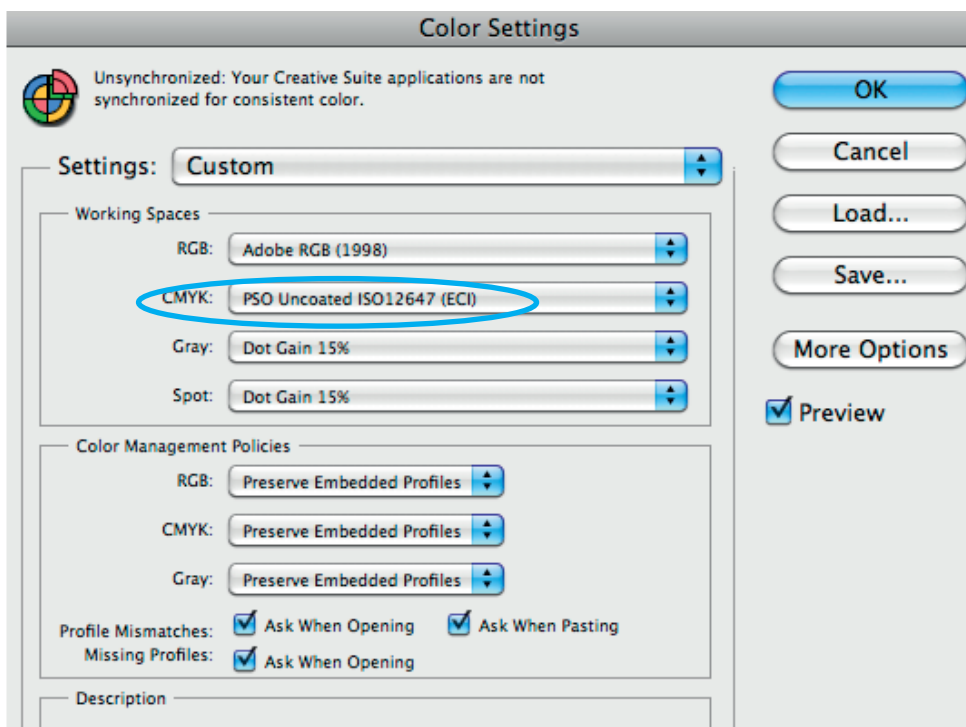 Color Settings
Unsynchronized: Your Creative Suite applications are not
synchronized for consistent color.
OK
Cancel
Load...
Save...
More Options
Preview
Settings: Custom
Working Spaces
RGB: Adobe RGB (1998)
CMYK: PSO Uncoated ISO12647 (ECI)
Gray: Dot Gain 15%
Spot: Dot Gain 15%
Color Management Policies
RGB: Preserve Embedded Profiles
CMYK: Preserve Embedded Profiles
Gray: Preserve Embedded Profiles
Profile Mismatches: Ask When Opening Ask When Pasting
Missing Profiles: Ask When Opening
Description